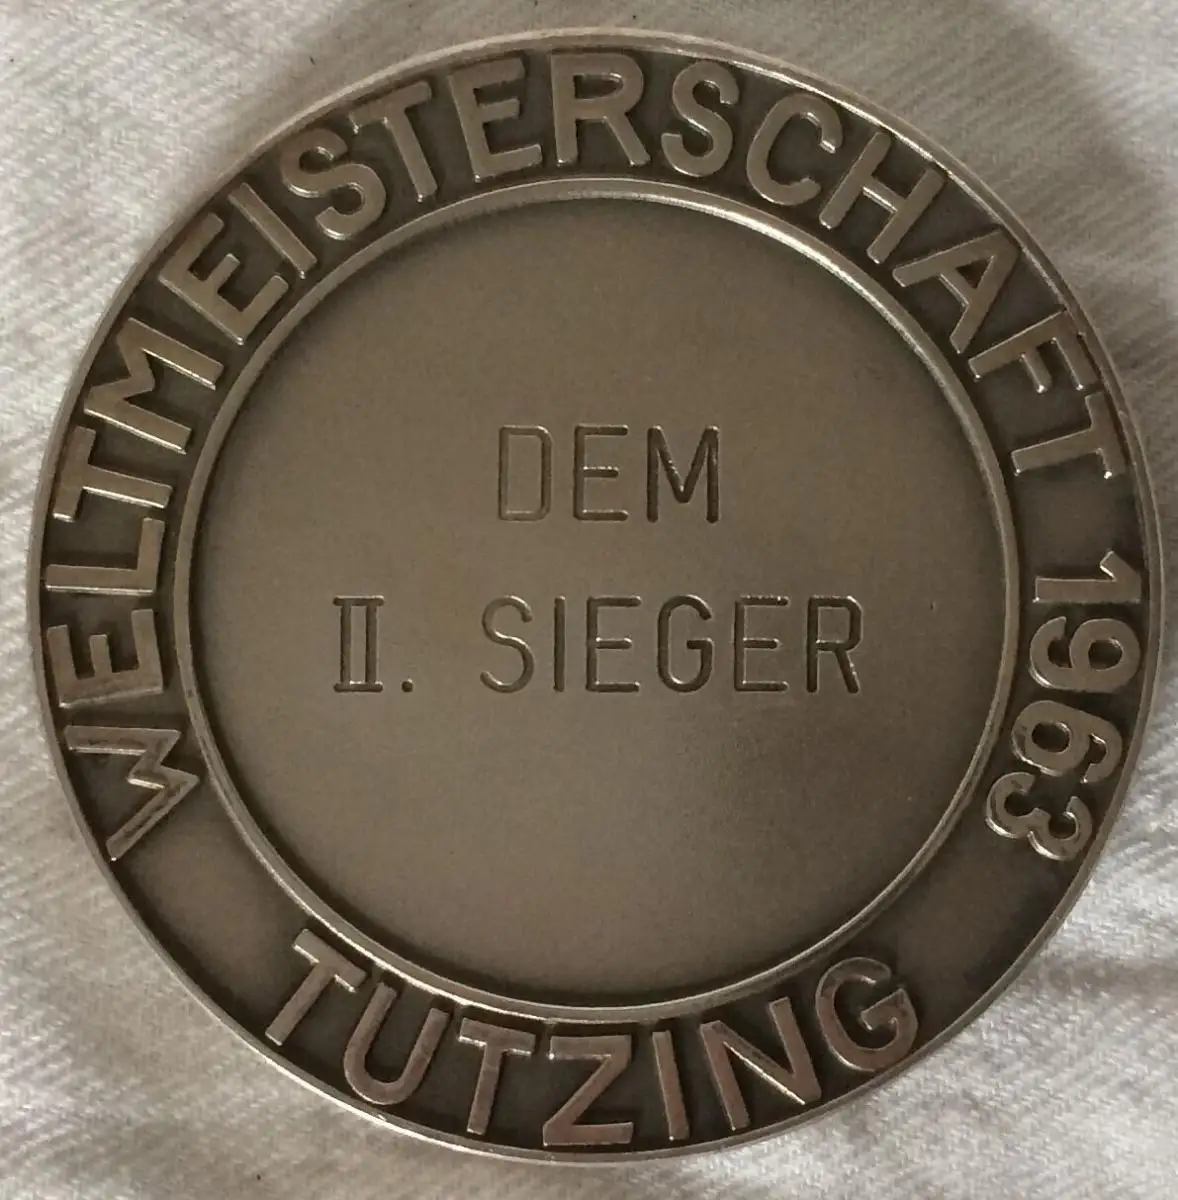 WELTMEISTERSCHAFT 1963
DEM
II. SIEGER
TUTZING